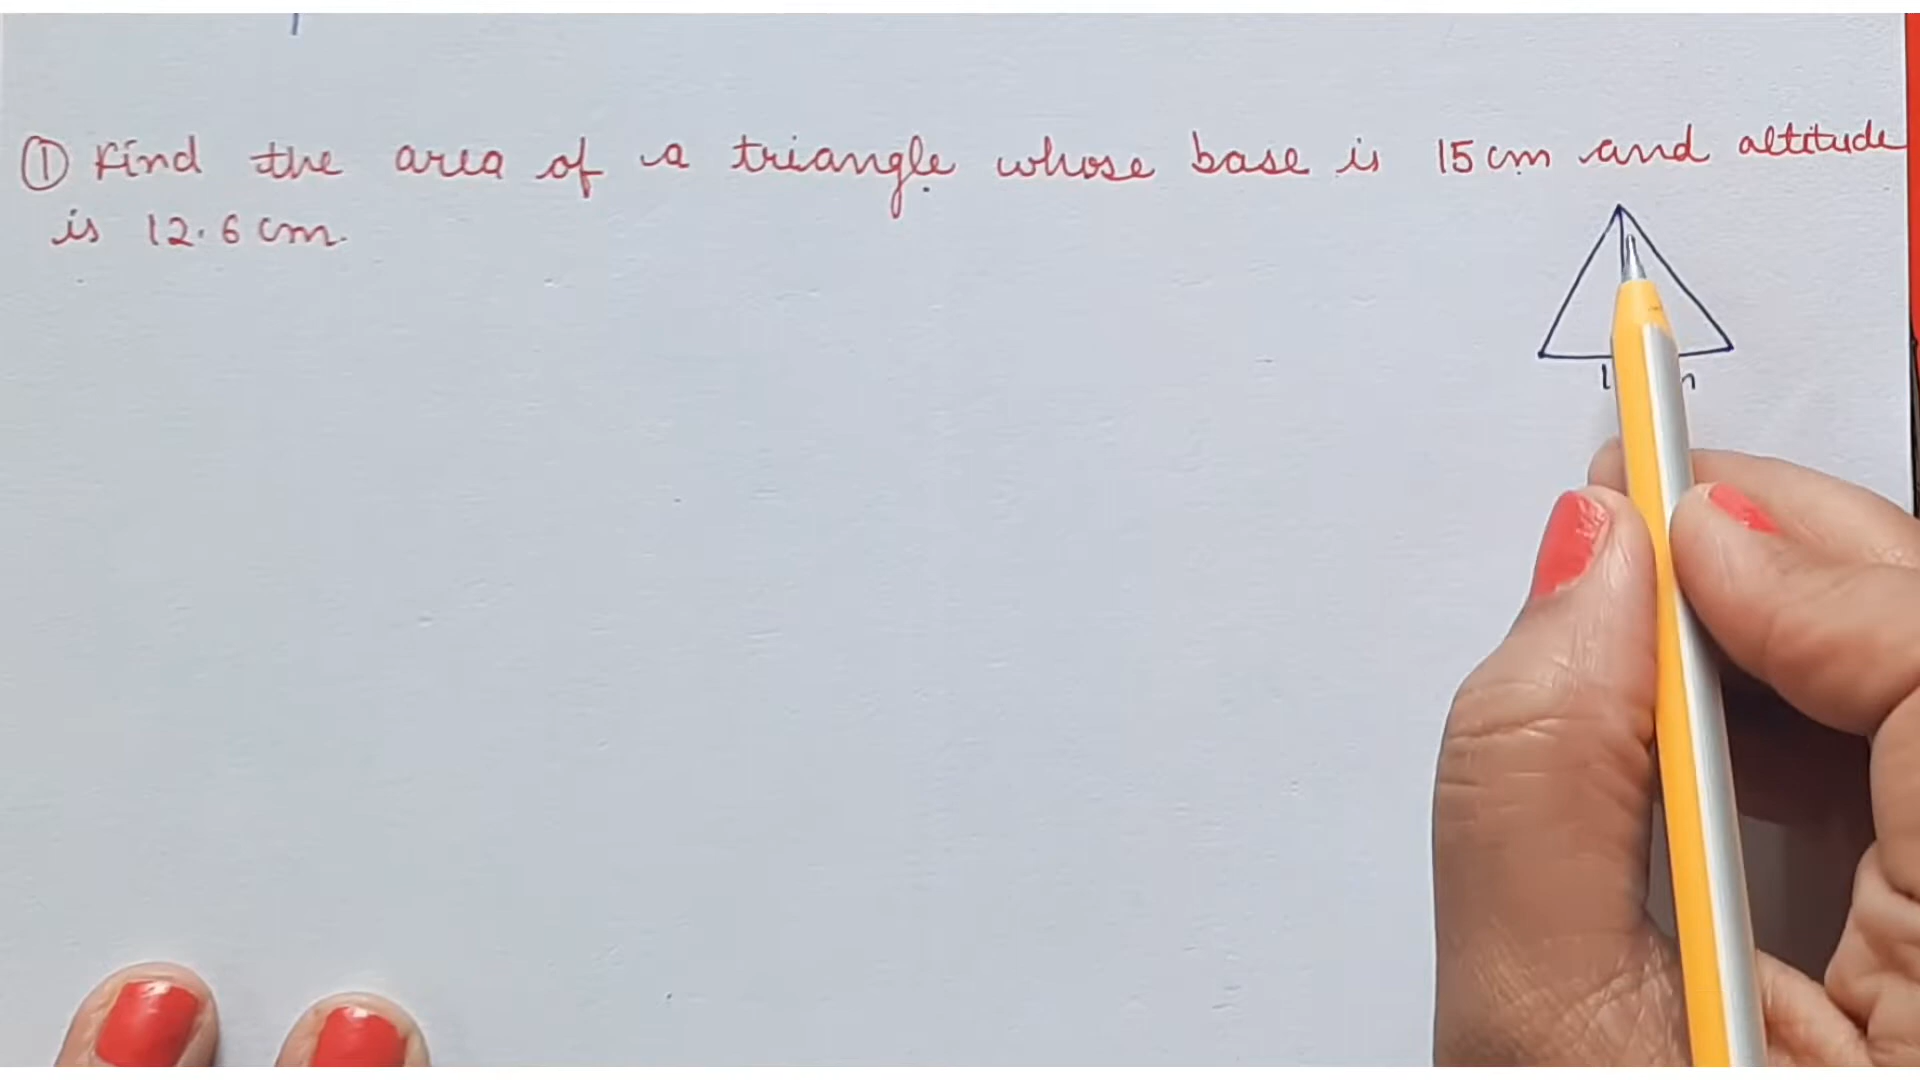 ① Find the area of a triangle whose base is 15 cm and altitude
is 12.6 cm.